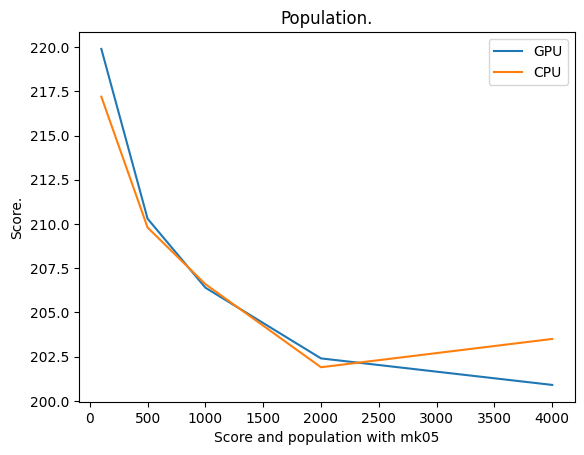 Population.
220.0
217.5
215.0
212.5
210.0
207.5
205.0
202.5
200.0
Score.
GPU
CPU
0 500 1000 1500 2000 2500 3000 3500 4000
Score and population with mk05